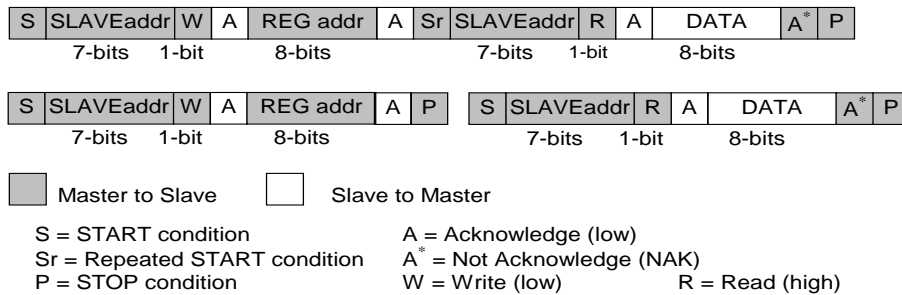 S SLAVEaddr W A REG addr A Sr SLAVEaddr R A DATA A* P
7-bits 1-bit 8-bits 7-bits 1-bit 8-bits
S SLAVEaddr W A REG addr A P S SLAVEaddr R A DATA A* P
7-bits 1-bit 8-bits 7-bits 1-bit 8-bits
Master to Slave Slave to Master
S = START condition A = Acknowledge (low)
Sr = Repeated START condition A* = Not Acknowledge (NAK)
P = STOP condition W = Write (low) R = Read (high)